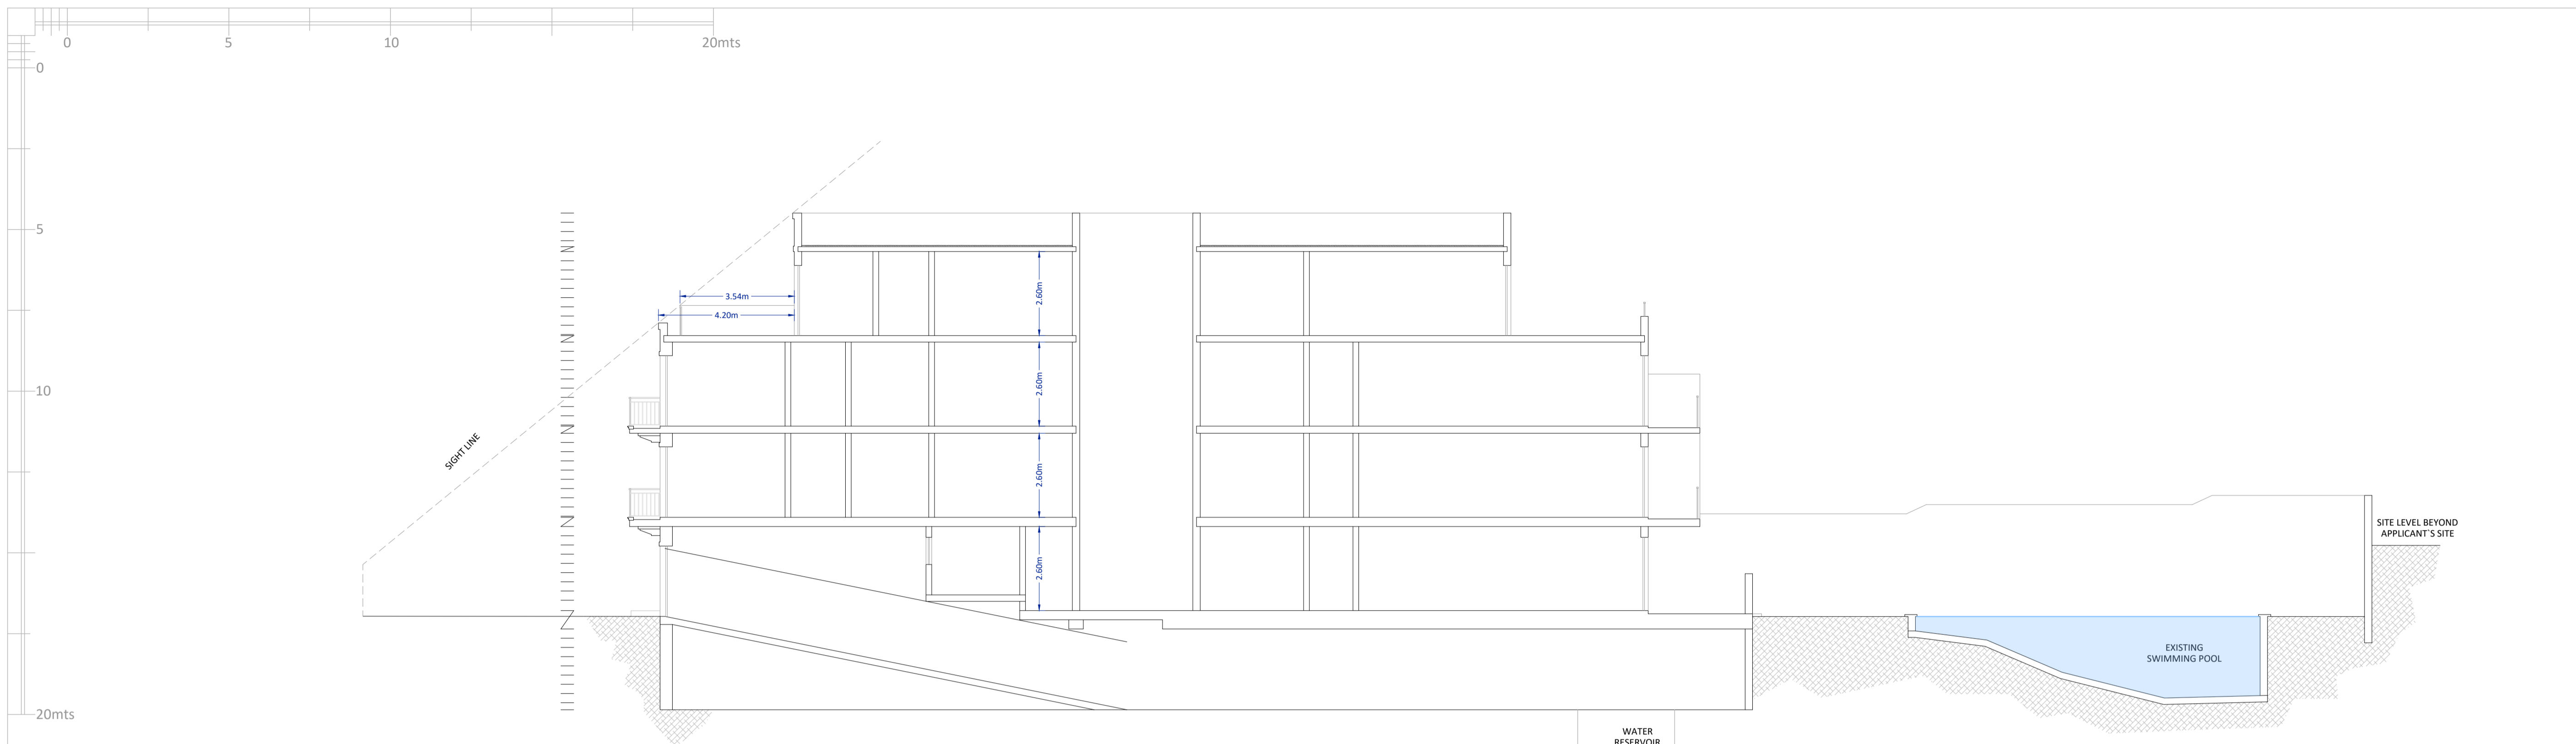 0 5 10 20mts
0
5
10
20mts
3.54m
4.20m
2.60m
2.60m
2.60m
2.60m
SIGHT LINE
SITE LEVEL BEYOND
APPLICANT`S SITE
EXISTING
SWIMMING POOL
WATER
RESERVOIR